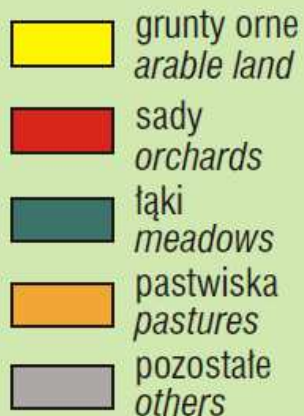 grunty orne
arable land
sady
orchards
łąki
meadows
pastwiska
pastures
pozostałe
others